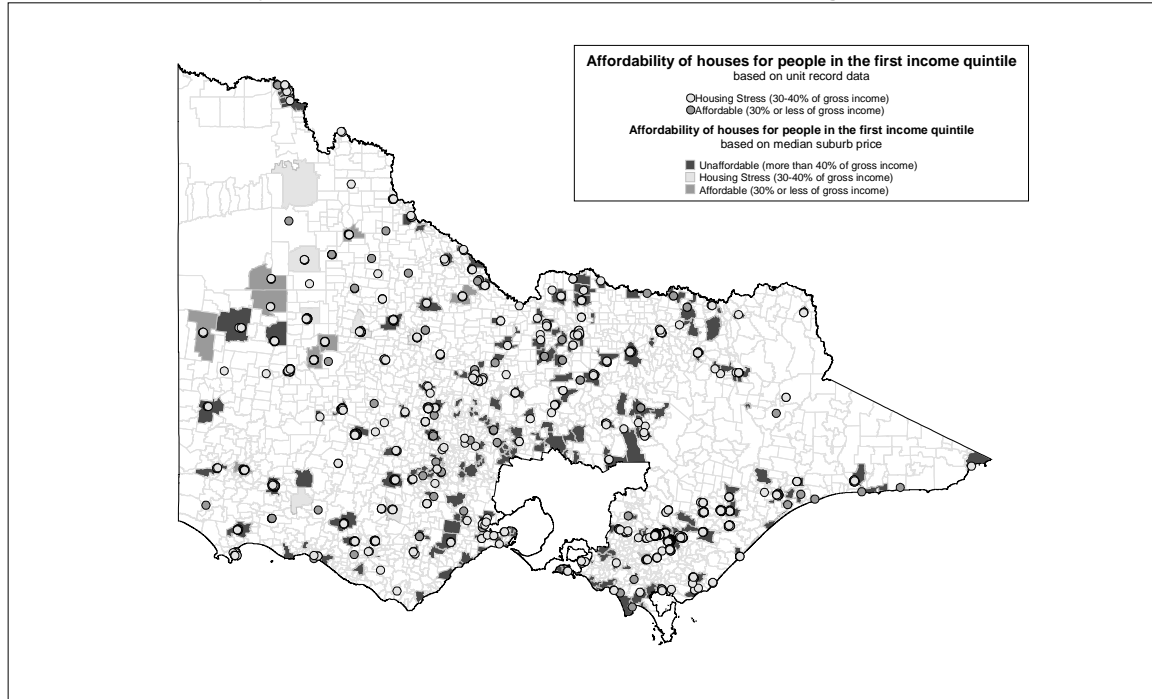 Affordability of houses for people in the first income quintile
based on unit record data
Housing Stress (30-40% of gross income)
Affordable (30% or less of gross income)
Affordability of houses for people in the first income quintile
based on median suburb price
Unaffordable (more than 40% of gross income)
Housing Stress (30-40% of gross income)
Affordable (30% or less of gross income)